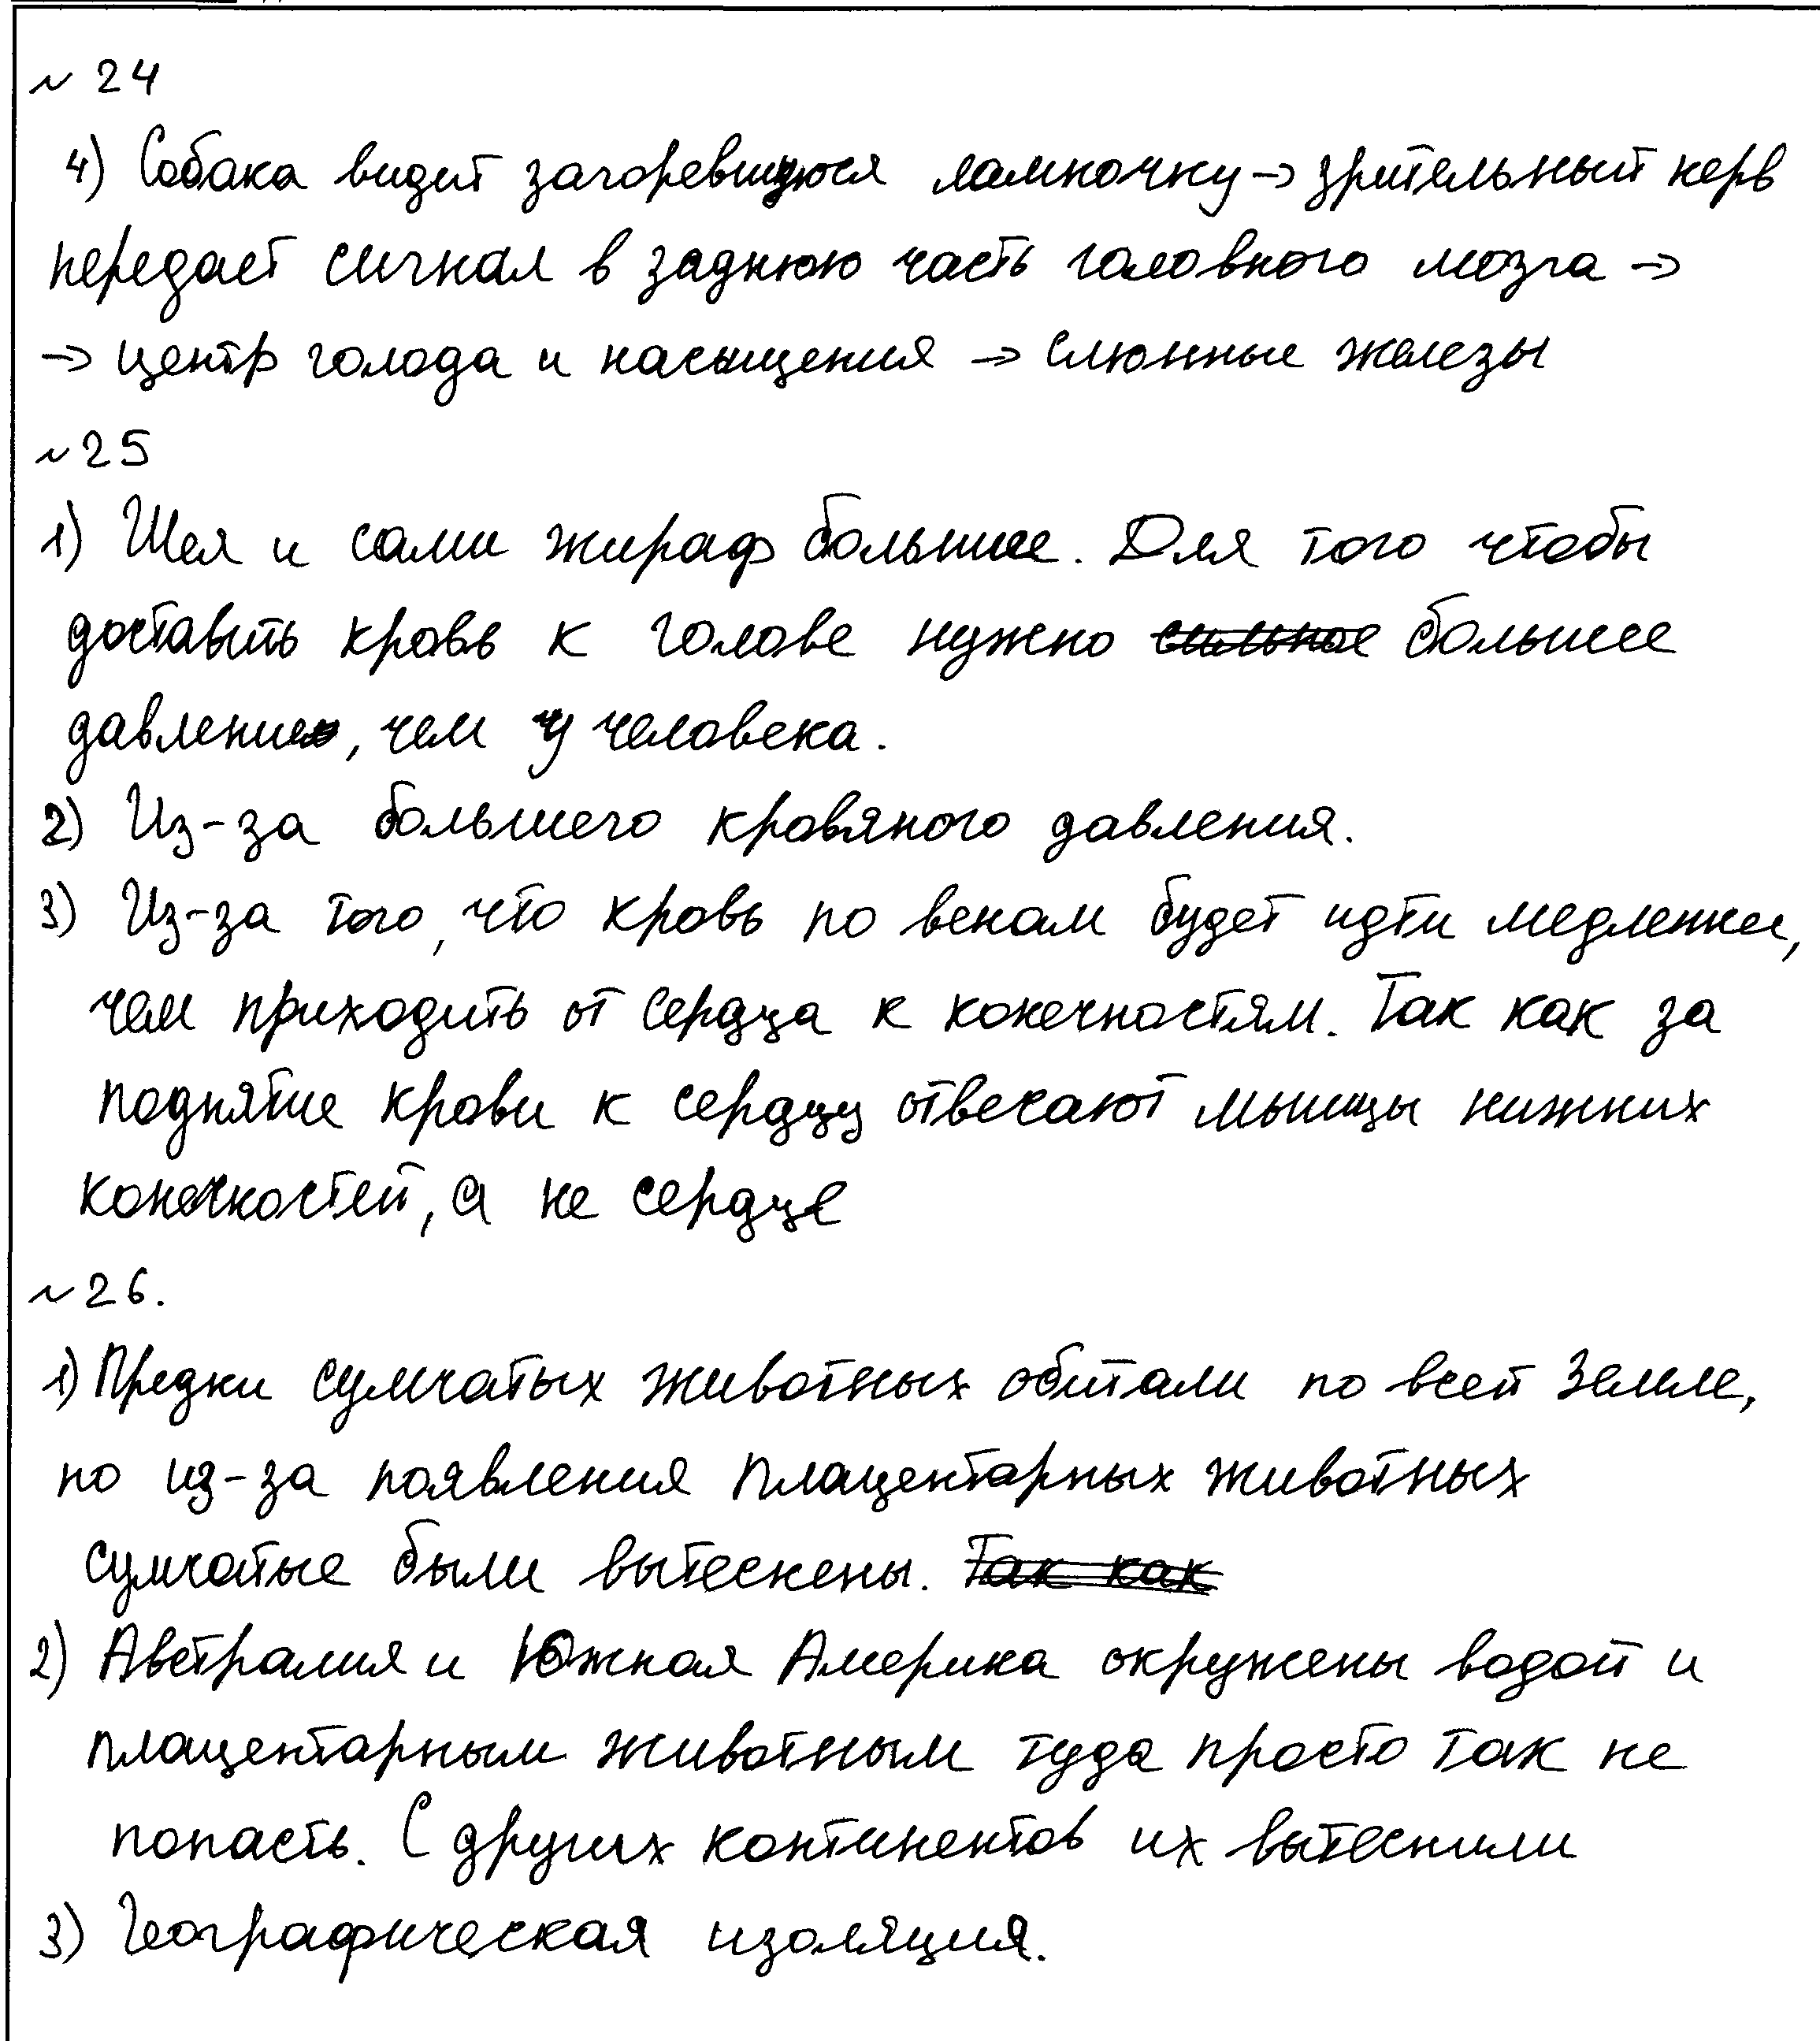 ~ 24
4) Собака видит загоревшуюся лампочку → зрительный нерв
передает сигнал в заднюю часть головного мозга →
→ центр голода и насыщения → слюнные железы
~ 25
1) Шея и сами жираф большие. Для того чтобы
доставить кровь к голове нужно сильное большее
давление, чем у человека.
2) Из-за большего кровяного давления.
3) Из-за того, что кровь по венам будет идти медленнее,
чем приходить от сердца к конечностям. Так как за
поднятие крови к сердцу отвечают мышцы нижних
конечностей, а не сердце
~ 26.
1) Предки сумчатых животных обитали по всей Земле,
но из-за появления плацентарных животных
сумчатые были вытеснены. Так как
2) Австралия и Южная Америка окружены водой и
плацентарным животным туда просто так не
попасть. С других континентов их вытеснили
3) Географическая изоляция.